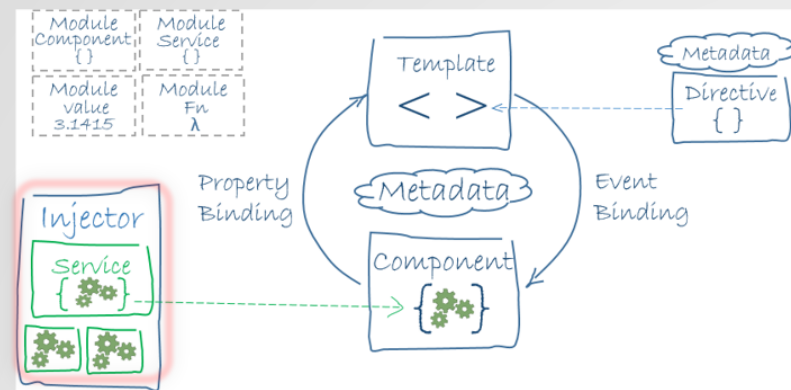 Module
Component
{ }
Module
Service
{ }
Module
value
3.1415
Module
Fn
λ
Template
< >
Metadata
Directive
{ }
Property
Binding
Metadata
Event
Binding
Injector
Service
{ }
Component
{ }